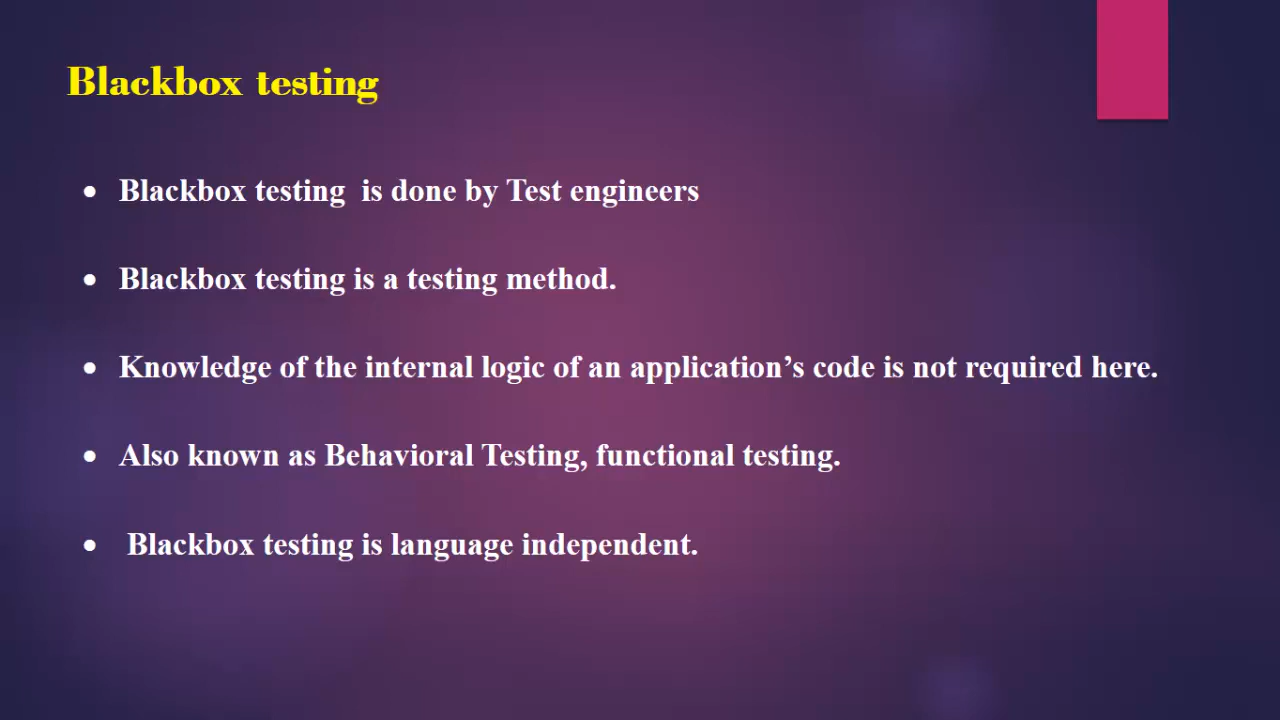 Blackbox testing
• Blackbox testing  is done by Test engineers
• Blackbox testing is a testing method.
• Knowledge of the internal logic of an application’s code is not required here.
• Also known as Behavioral Testing, functional testing.
•  Blackbox testing is language independent.